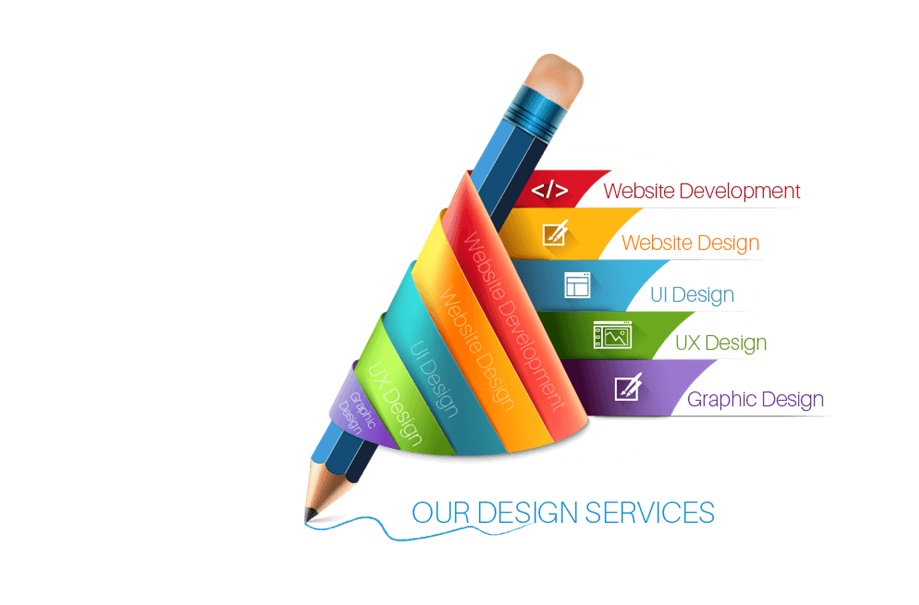 </>
Website Development
Website Design
UI Design
UX Design
Graphic Design
Website Development
Website Design
UI Design
UX Design
Graphic
Design
OUR DESIGN SERVICES